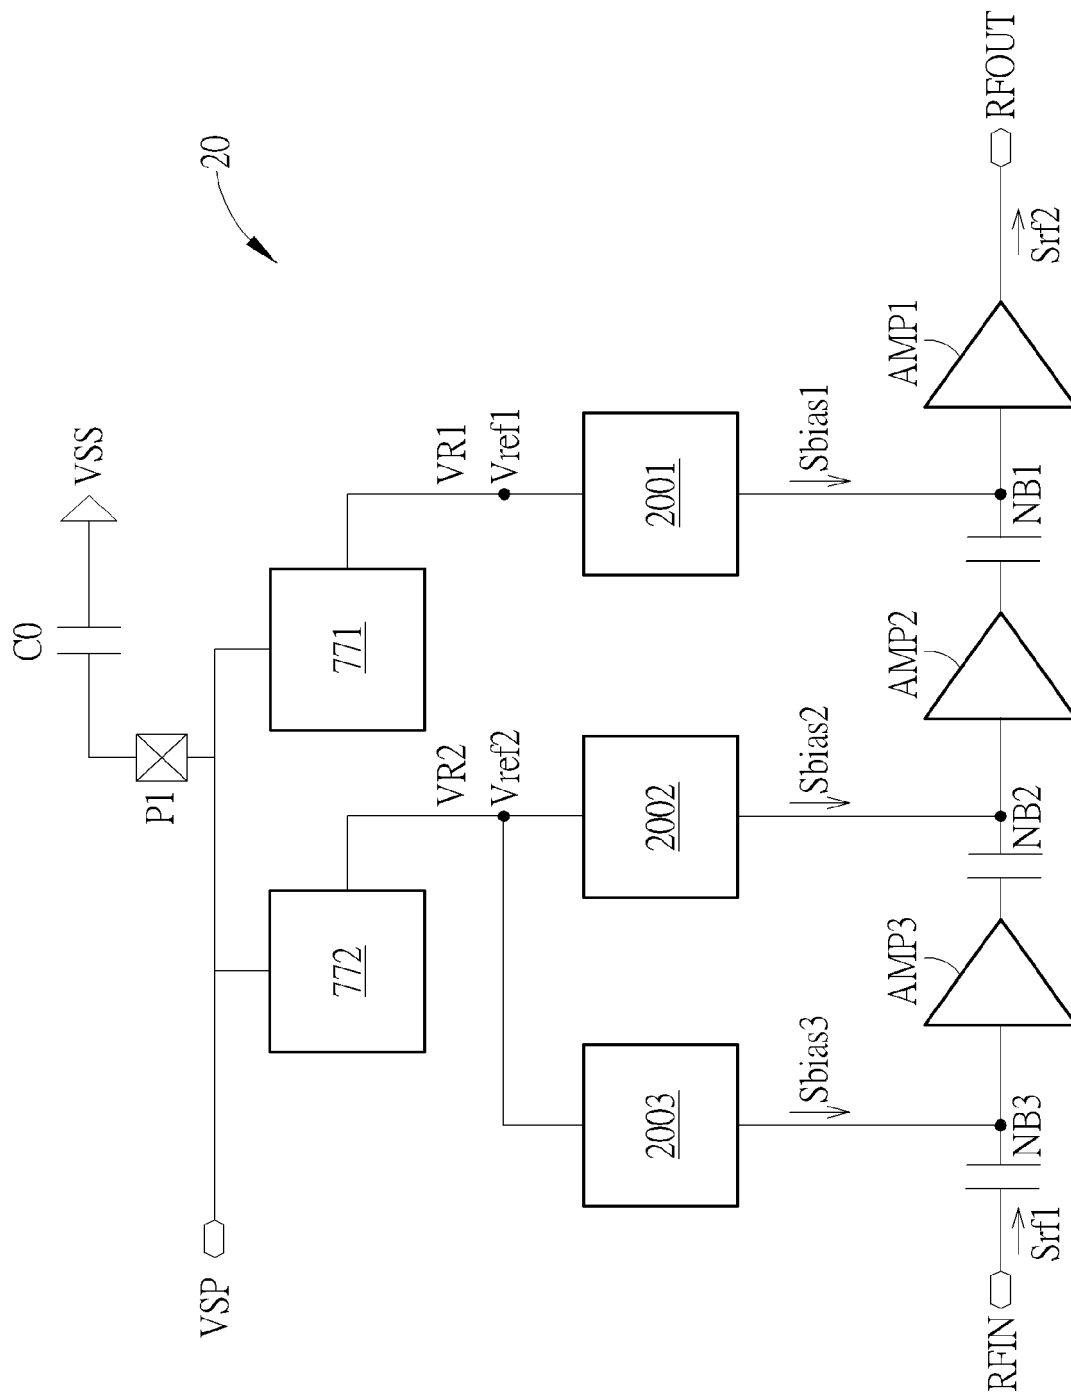 20
C0
VSS
P1
VSP
772
771
VR2
Vref2
VR1
Vref1
2003
2002
2001
Sbias3
Sbias2
Sbias1
AMP3
AMP2
AMP1
RFIN
Srf1
NB3
NB2
NB1
Srf2
RFOUT